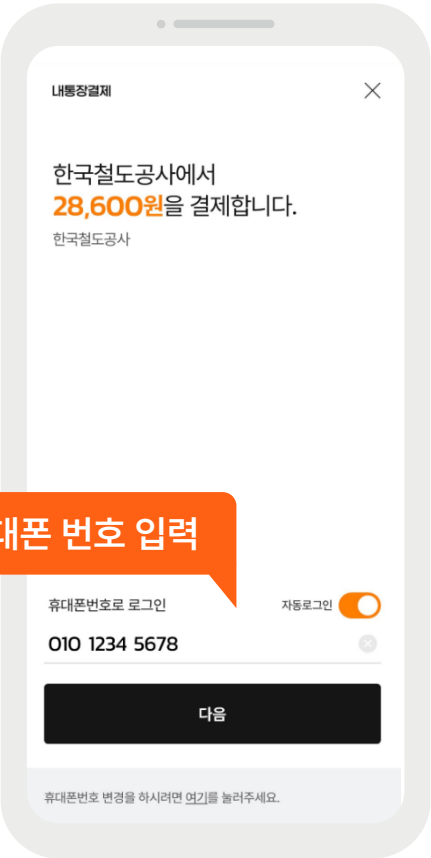 내통장결제
한국철도공사에서
28,600원을 결제합니다.
한국철도공사
대폰 번호 입력
휴대폰번호로 로그인
자동로그인
010 1234 5678
다음
휴대폰번호 변경을 하시려면 여기를 눌러주세요.